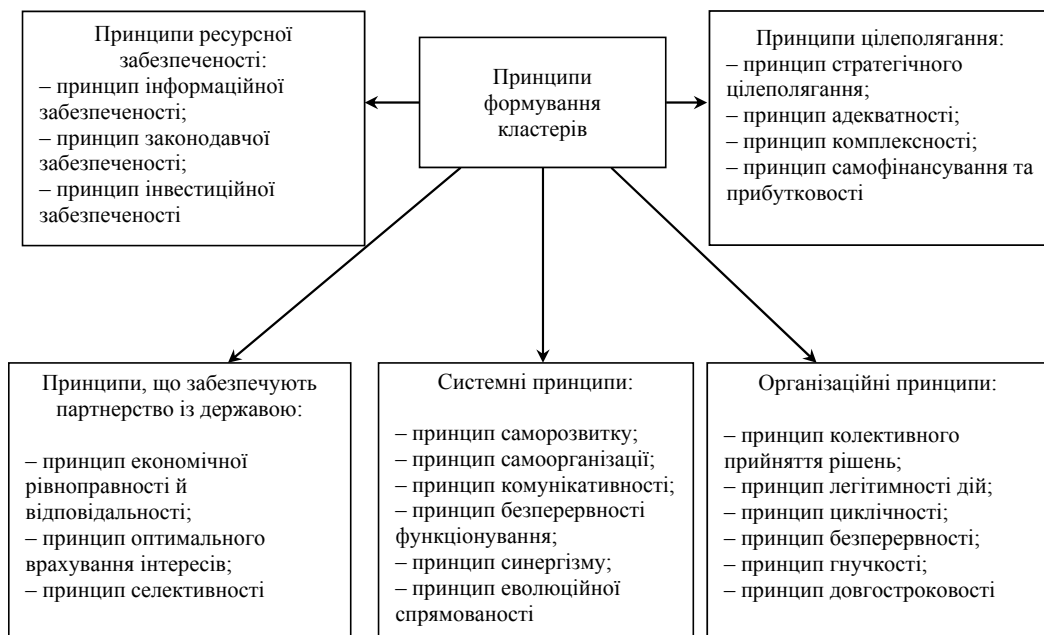 Принципи ресурсної
забезпеченості:
– принцип інформаційної
забезпеченості;
– принцип законодавчої
забезпеченості;
– принцип інвестиційної
забезпеченості
Принципи
формування
кластерів
Принципи цілеполягання:
– принцип стратегічного
цілеполягання;
– принцип адекватності;
– принцип комплексності;
– принцип самофінансування та
прибутковості
Принципи, що забезпечують
партнерство із державою:
– принцип економічної
рівноправності й
відповідальності;
– принцип оптимального
врахування інтересів;
– принцип селективності
Системні принципи:
– принцип саморозвитку;
– принцип самоорганізації;
– принцип комунікативності;
– принцип безперервності
функціонування;
– принцип синергізму;
– принцип еволюційної
спрямованості
Організаційні принципи:
– принцип колективного
прийняття рішень;
– принцип легітимності дій;
– принцип циклічності;
– принцип безперервності;
– принцип гнучкості;
– принцип довгостроковості